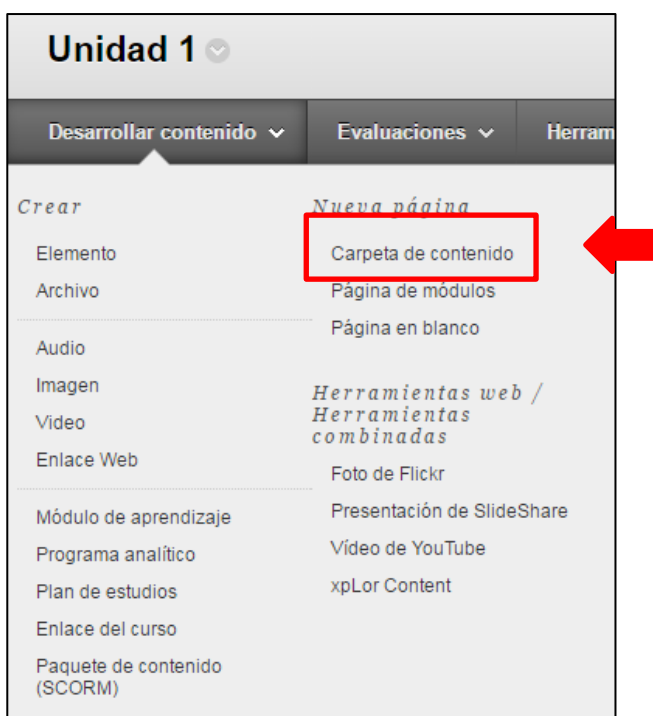 Unidad 1
Desarrollar contenido
Evaluaciones
Herram
Crear
Elemento
Archivo
Audio
Imagen
Video
Enlace Web
Módulo de aprendizaje
Programa analítico
Plan de estudios
Enlace del curso
Paquete de contenido
(SCORM)
Nueva página
Carpeta de contenido
Página de módulos
Página en blanco
Herramientas web /
Herramientas
combinadas
Foto de Flickr
Presentación de SlideShare
Vídeo de YouTube
xpLor Content